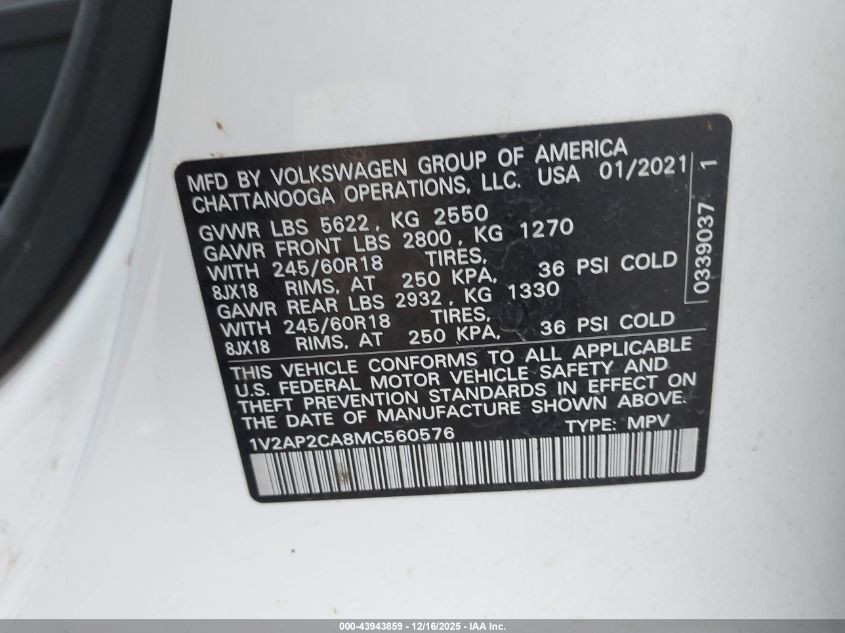 MFD BY VOLKSWAGEN GROUP OF AMERICA
CHATTANOOGA OPERATIONS, LLC. USA 01/2021
GVWR LBS 5622, KG 2550
GAWR FRONT LBS 2800, KG 1270
WITH 245/60R18 TIRES,
8JX18 RIMS, AT 250 KPA, 36 PSI COLD
GAWR REAR LBS 2932, KG 1330
WITH 245/60R18 TIRES,
8JX18 RIMS, AT 250 KPA, 36 PSI COLD
THIS VEHICLE CONFORMS TO ALL APPLICABLE
U.S. FEDERAL MOTOR VEHICLE SAFETY AND
THEFT PREVENTION STANDARDS IN EFFECT ON
THE DATE OF MANUFACTURE SHOWN ABOVE.
1V2AP2CA8MC560576 TYPE: MPV
0339037 1
000-43943859 - 12/16/2025 - IAA Inc.